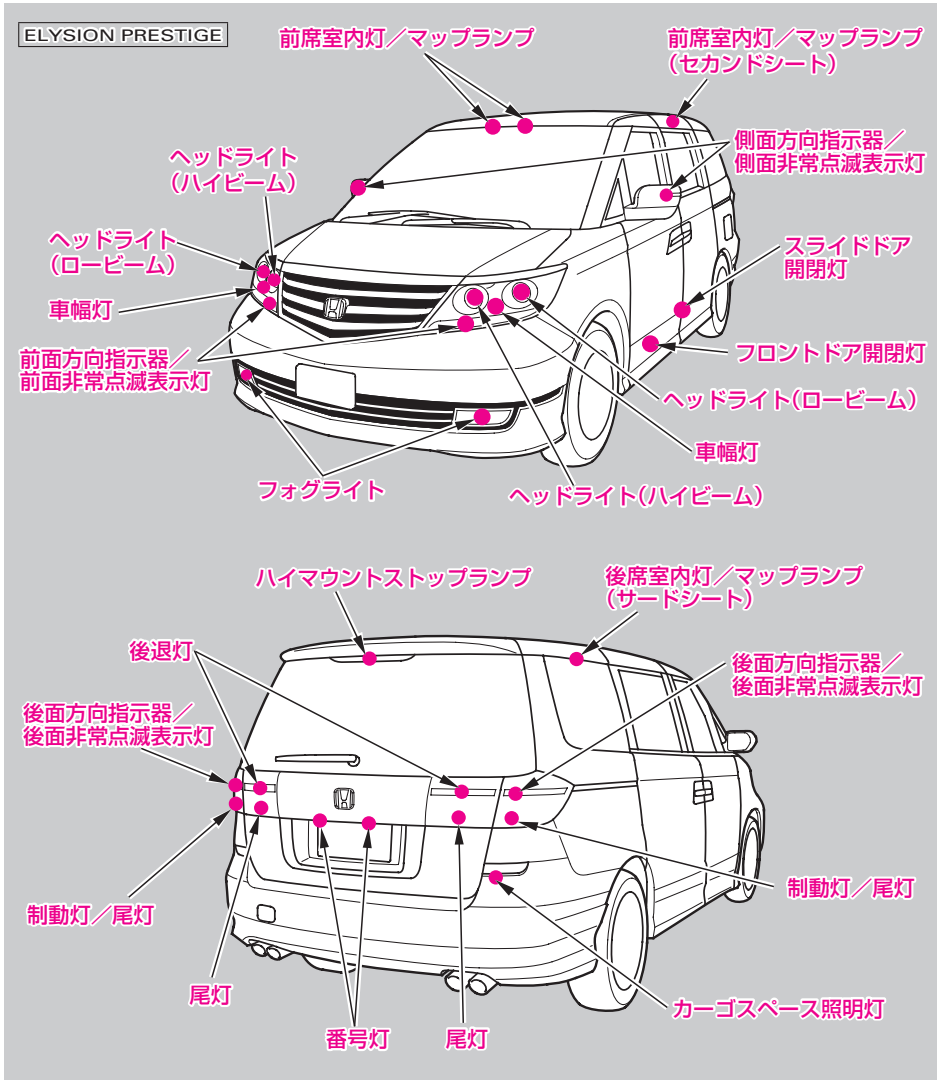 ELYSION PRESTIGE
前席室内灯／マップランプ
前席室内灯／マップランプ
（セカンドシート）
側面方向指示器／
側面非常点滅表示灯
ヘッドライト
（ハイビーム）
ヘッドライト
（ロービーム）
スライドドア
開閉灯
車幅灯
前面方向指示器／
前面非常点滅表示灯
フロントドア開閉灯
ヘッドライト（ロービーム）
車幅灯
フォグライト
ヘッドライト（ハイビーム）
ハイマウントストップランプ
後席室内灯／マップランプ
（サードシート）
後退灯
後面方向指示器／
後面非常点滅表示灯
後面方向指示器／
後面非常点滅表示灯
制動灯／尾灯
制動灯／尾灯
尾灯
番号灯
尾灯
カーゴスペース照明灯